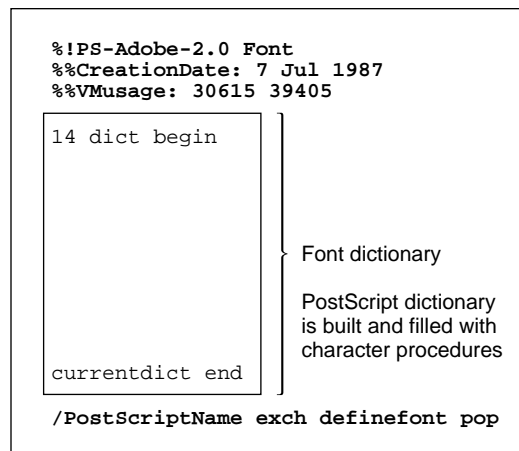 %!PS-Adobe-2.0 Font
%%CreationDate: 7 Jul 1987
%%VMusage: 30615 39405
14 dict begin
Font dictionary
PostScript dictionary
is built and filled with
character procedures
currentdict end
/PostScriptName exch definefont pop